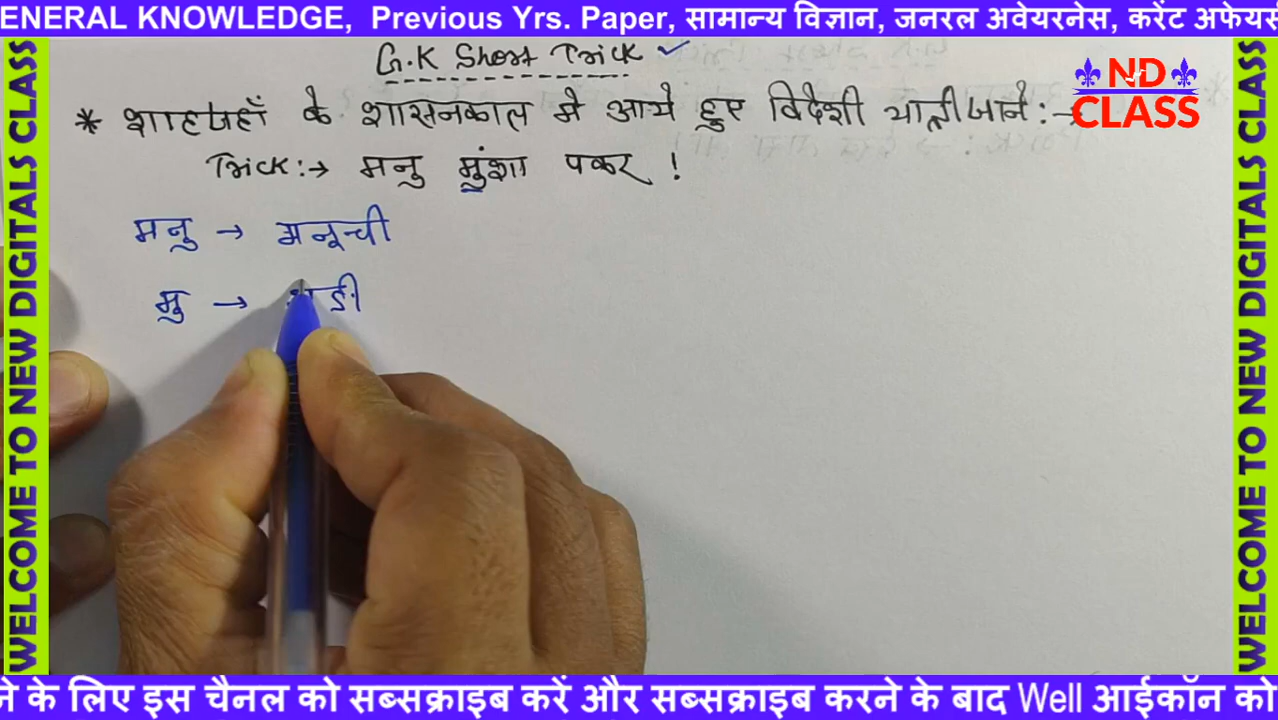 ENERAL KNOWLEDGE, Previous Yrs. Paper, सामान्य विज्ञान, जनरल अवेयरनेस, करेंट अफेयर्स
G.K Short Trick ✓
* शाहजहाँ के शासनकाल मे आये हुए विदेशी यात्रीजाने:→
ND
CLASS
Trick:→ मनु मुंशा पकर !
मनु → मनूची
मु → डी
WELCOME TO NEW DIGITALS CLASS
WELCOME TO NEW DIGITALS CLASS
ने के लिए इस चैनल को सब्सक्राइब करें और सब्सक्राइब करने के बाद Well आईकॉन को